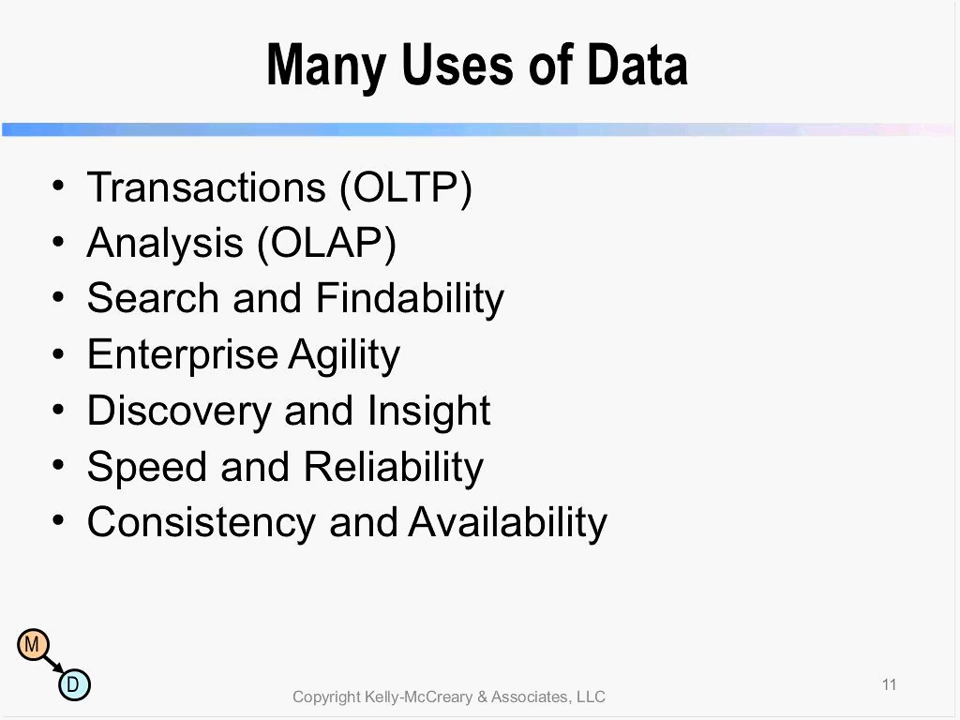 Many Uses of Data
• Transactions (OLTP)
• Analysis (OLAP)
• Search and Findability
• Enterprise Agility
• Discovery and Insight
• Speed and Reliability
• Consistency and Availability
M
D
Copyright Kelly-McCreary & Associates, LLC
11